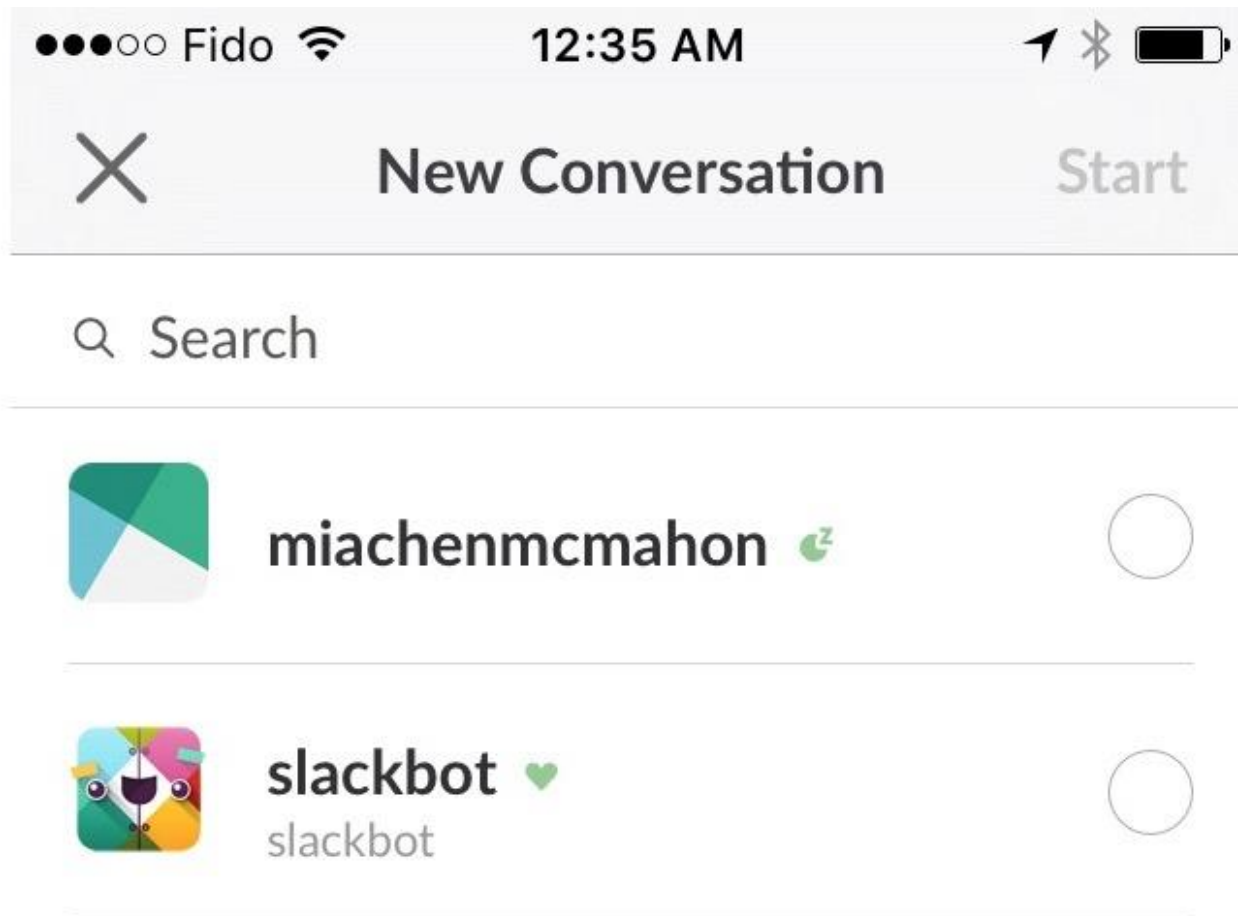 Fido 12:35 AM
New Conversation Start
Search
miachenmcmahon z
slackbot
slackbot